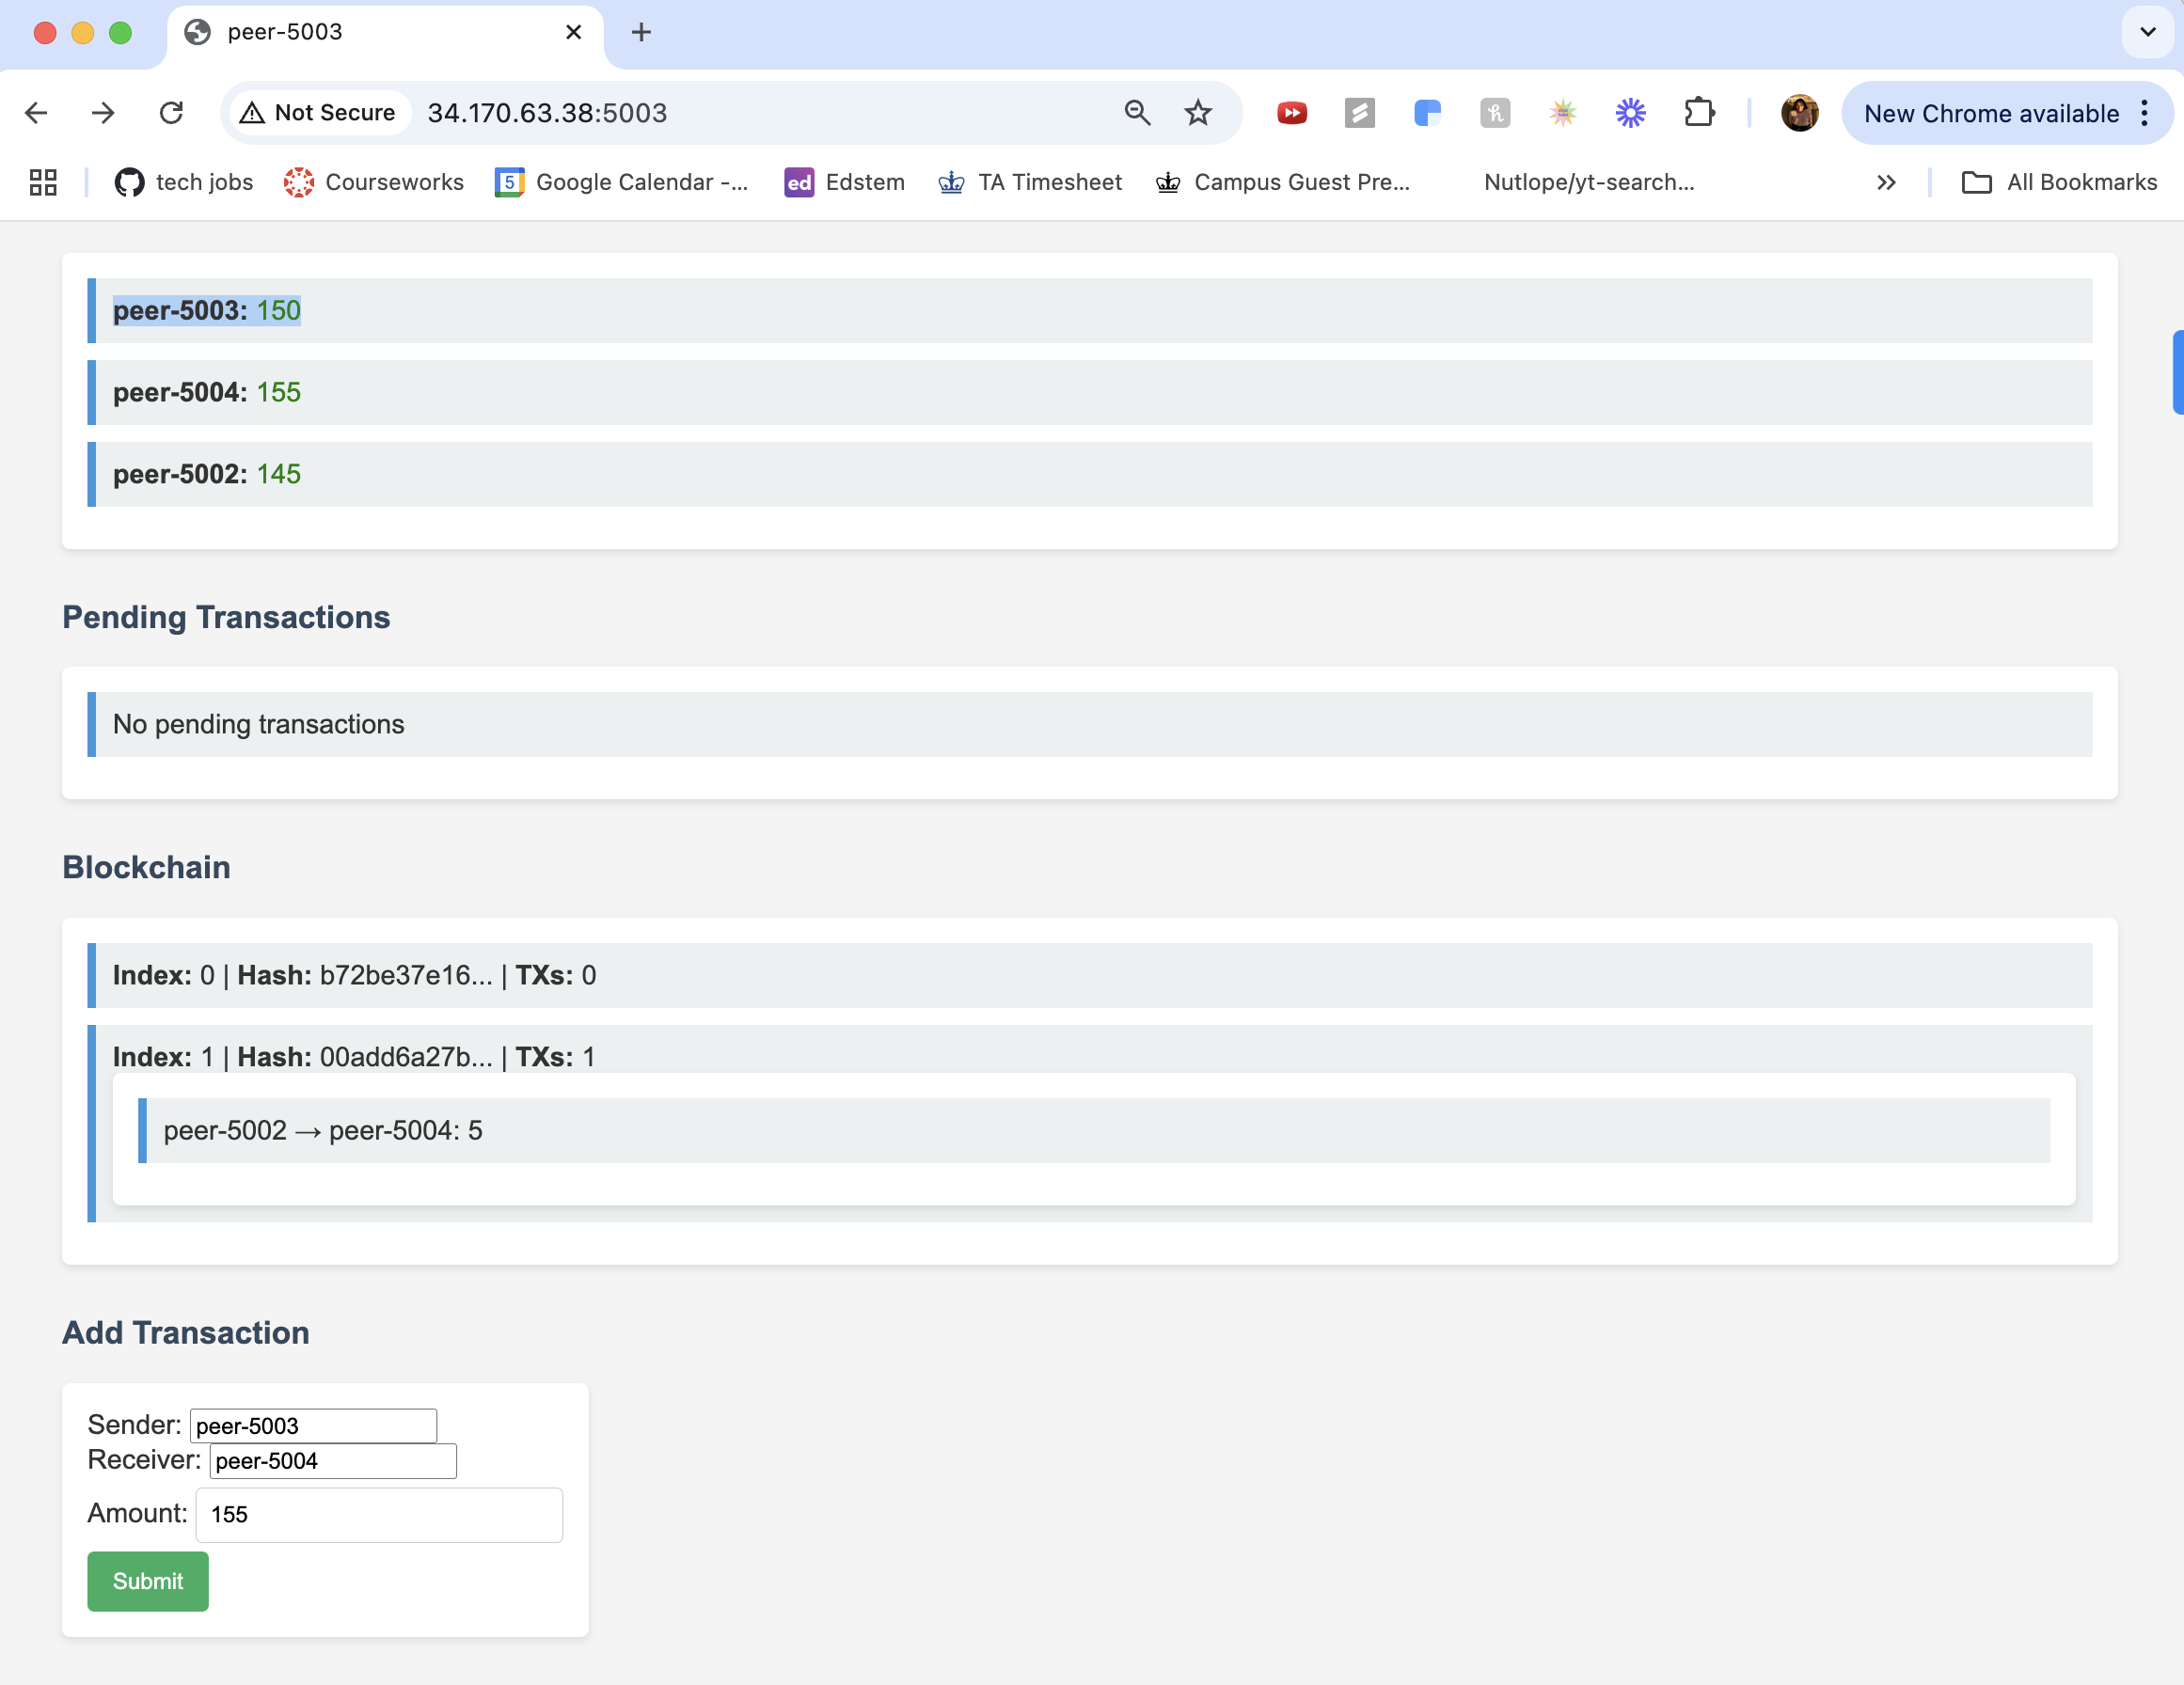 peer-5003
Not Secure 34.170.63.38:5003
New Chrome available
tech jobs
Courseworks
5 Google Calendar -...
ed Edstem
TA Timesheet
Campus Guest Pre...
Nutlope/yt-search...
All Bookmarks
peer-5003: 150
peer-5004: 155
peer-5002: 145
Pending Transactions
No pending transactions
Blockchain
Index: 0 | Hash: b72be37e16... | TXs: 0
Index: 1 | Hash: 00add6a27b... | TXs: 1
peer-5002 → peer-5004: 5
Add Transaction
Sender: peer-5003
Receiver: peer-5004
Amount: 155
Submit